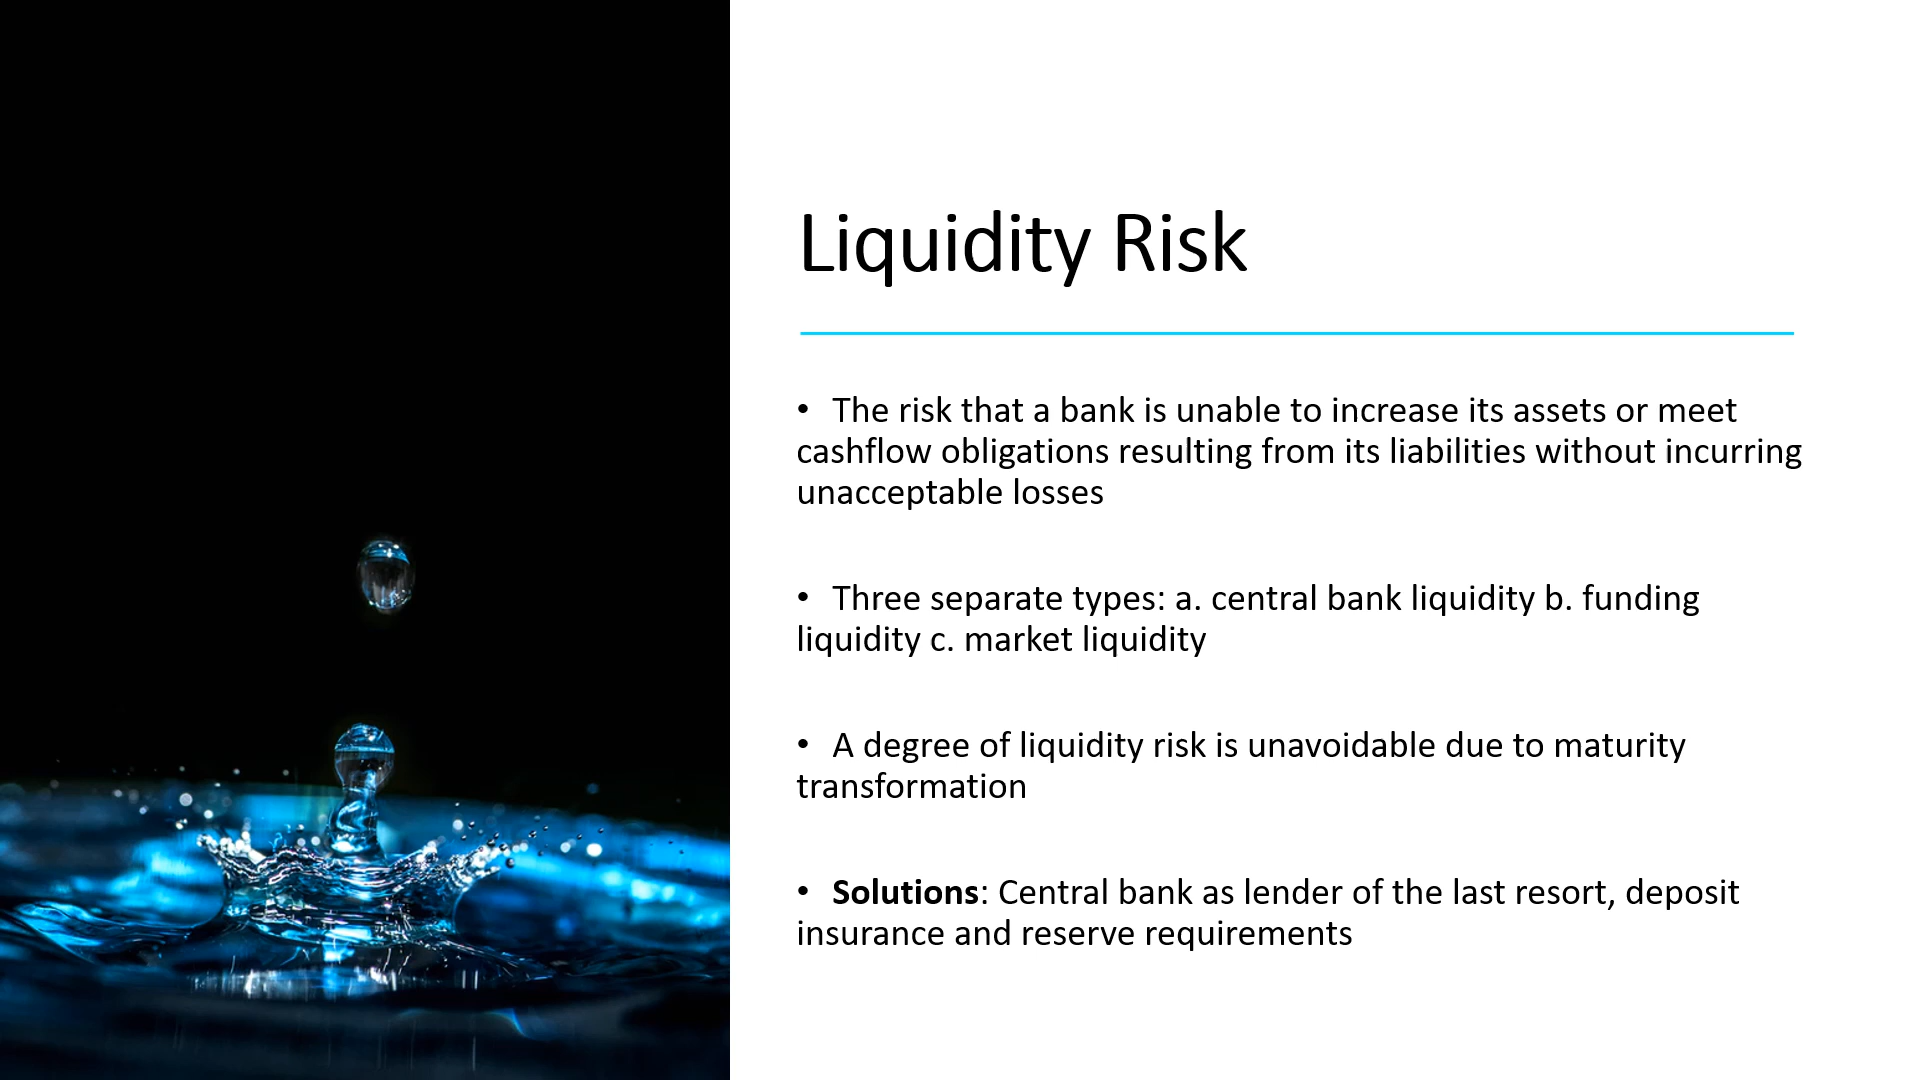 Liquidity Risk
• The risk that a bank is unable to increase its assets or meet
cashflow obligations resulting from its liabilities without incurring
unacceptable losses
• Three separate types: a. central bank liquidity b. funding
liquidity c. market liquidity
• A degree of liquidity risk is unavoidable due to maturity
transformation
• Solutions: Central bank as lender of the last resort, deposit
insurance and reserve requirements